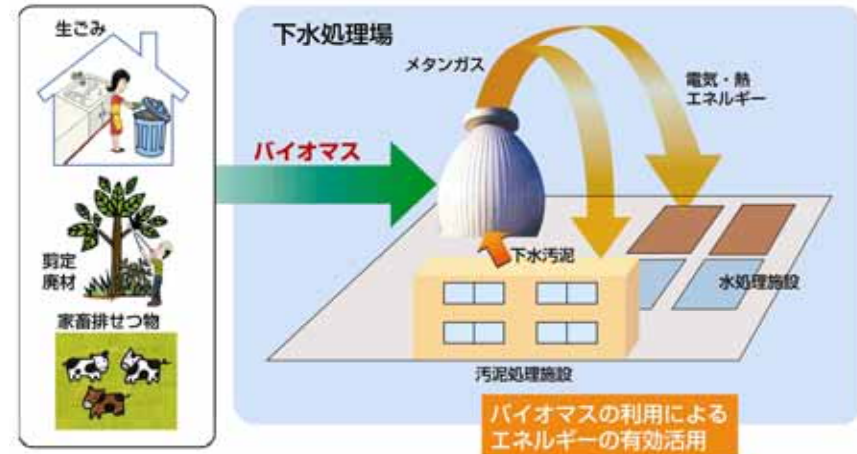 生ごみ
剪定
廃材
家畜排せつ物
バイオマス
下水処理場
メタンガス
電気・熱
エネルギー
下水汚泥
水処理施設
汚泥処理施設
バイオマスの利用による
エネルギーの有効活用